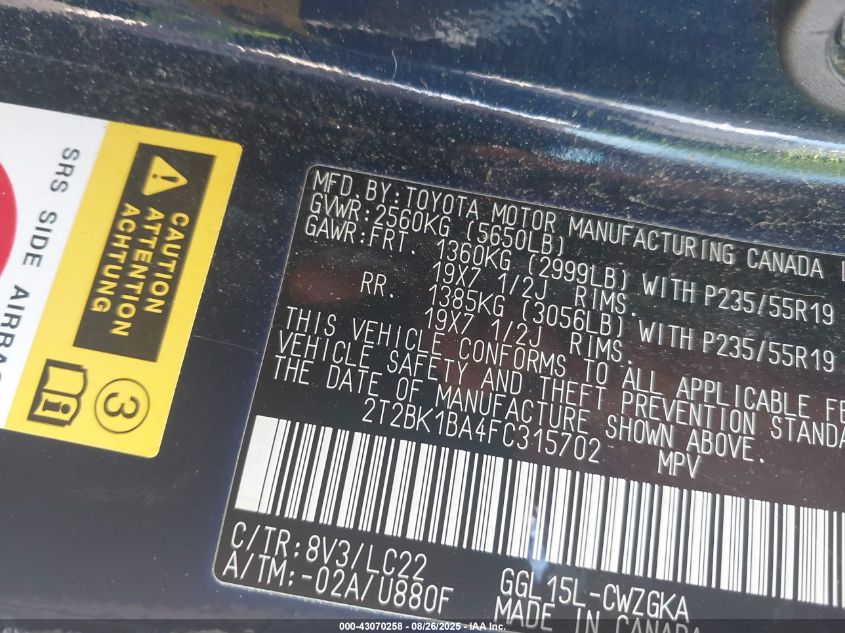 SRS SIDE AIRBAG
CAUTION
ATTENTION
ACHTUNG
3
MFD. BY: TOYOTA MOTOR MANUFACTURING CANADA
GVWR: 2560KG (5650LB)
GAWR: FRT. 1360KG (2999LB) WITH P235/55R19
19X7 1/2J RIMS.
RR. 1385KG (3056LB) WITH P235/55R19
19X7 1/2J RIMS.
THIS VEHICLE CONFORMS TO ALL APPLICABLE FE
VEHICLE SAFETY AND THEFT PREVENTION STANDA
THE DATE OF MANUFACTURE SHOWN ABOVE.
2T2BK1BA4FC315702 MPV
C/TR: 8V3/LC22
A/TM: -02A/U880F
GGL15L-CWZGKA
MADE IN CANADA
000-43070258 - 08/26/2025 - IAA Inc.